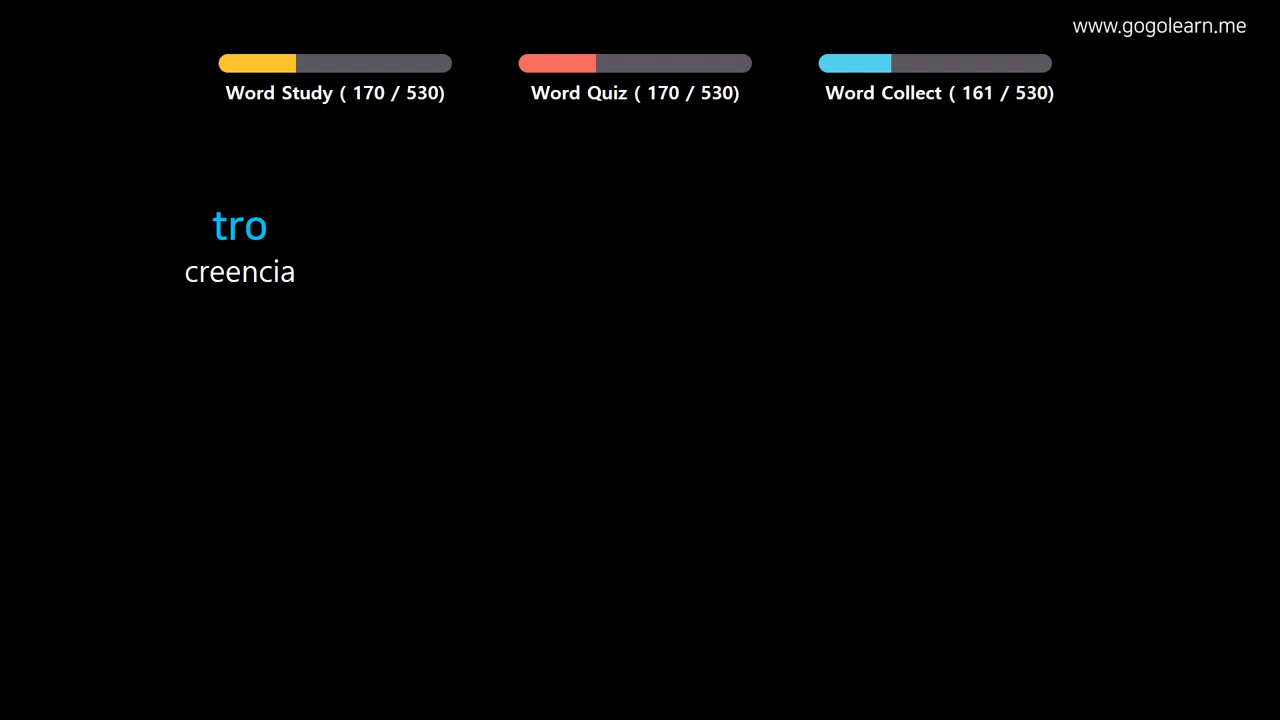 www.gogolearn.me
Word Study ( 170 / 530)
Word Quiz ( 170 / 530)
Word Collect ( 161 / 530)
tro
creencia